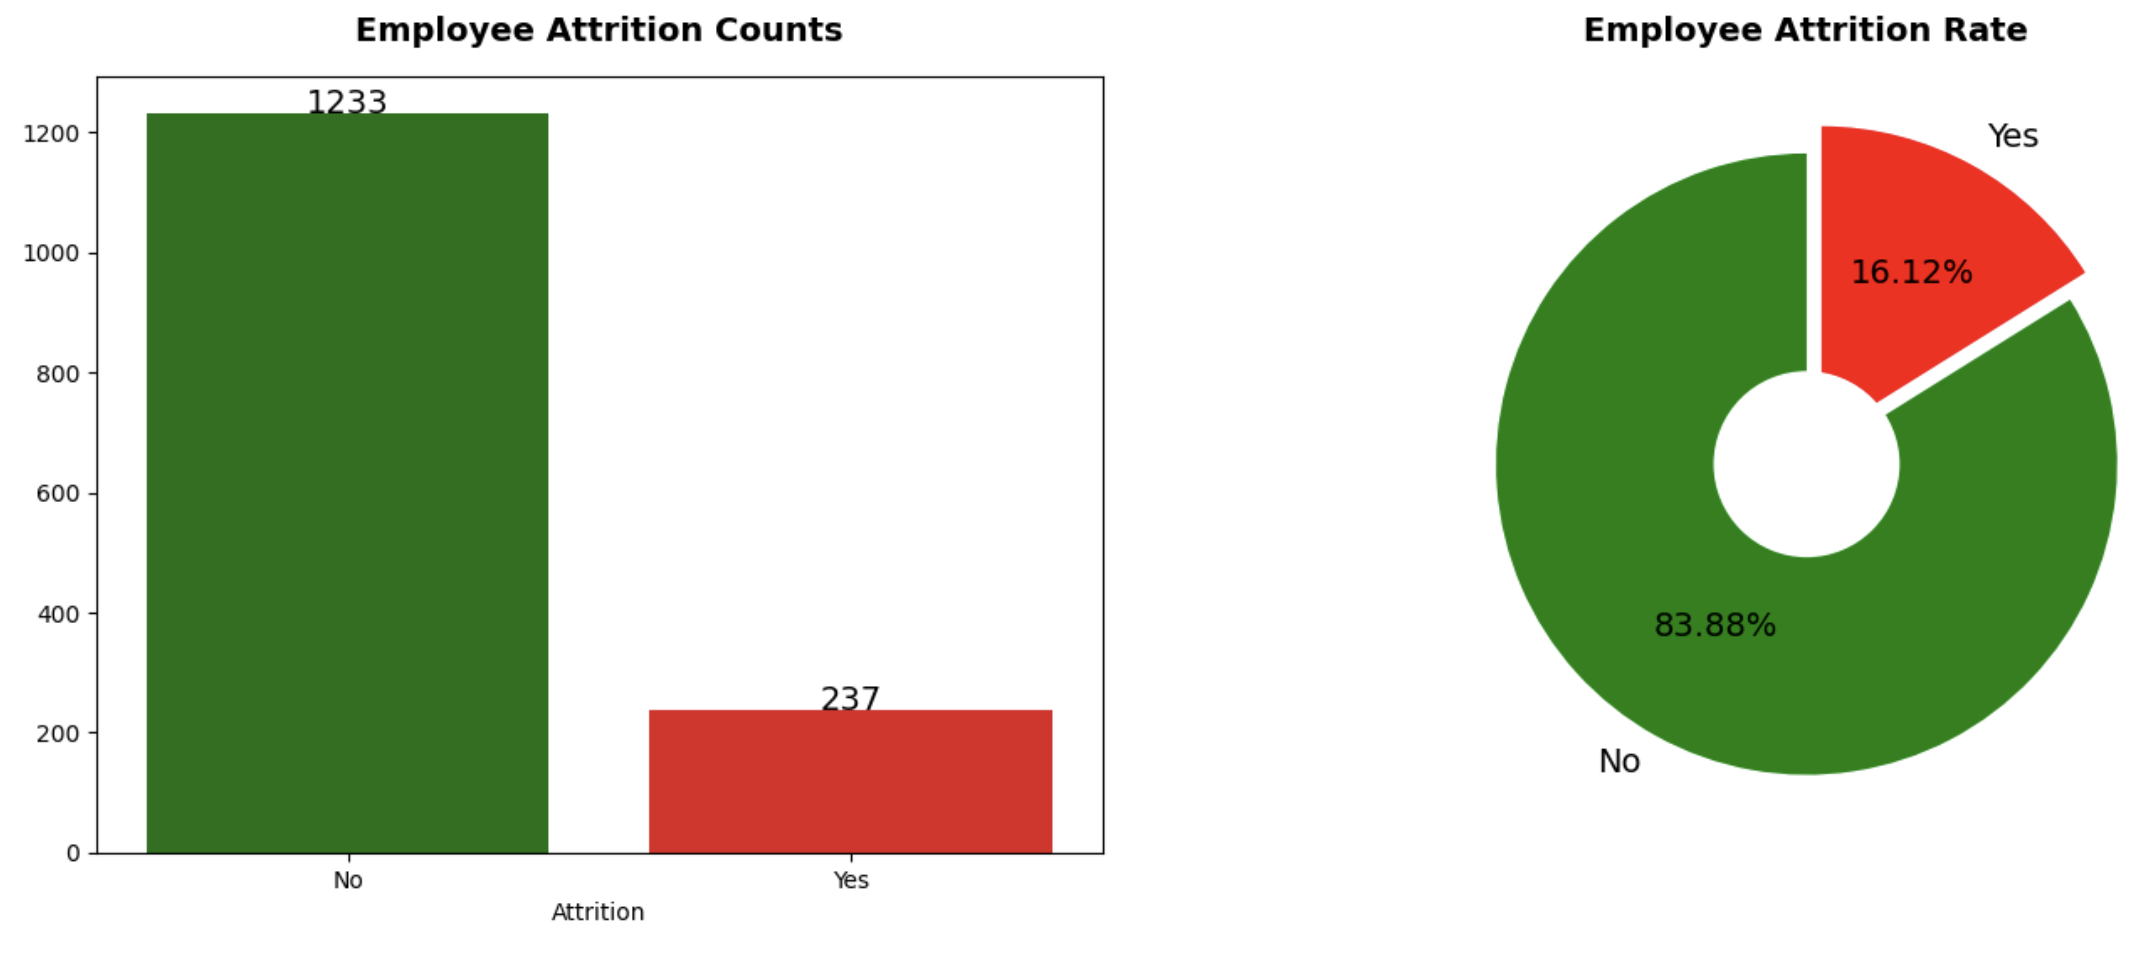 Employee Attrition Counts
1233
1200
1000
800
600
400
237
200
0
No
Yes
Attrition
Employee Attrition Rate
Yes
16.12%
83.88%
No